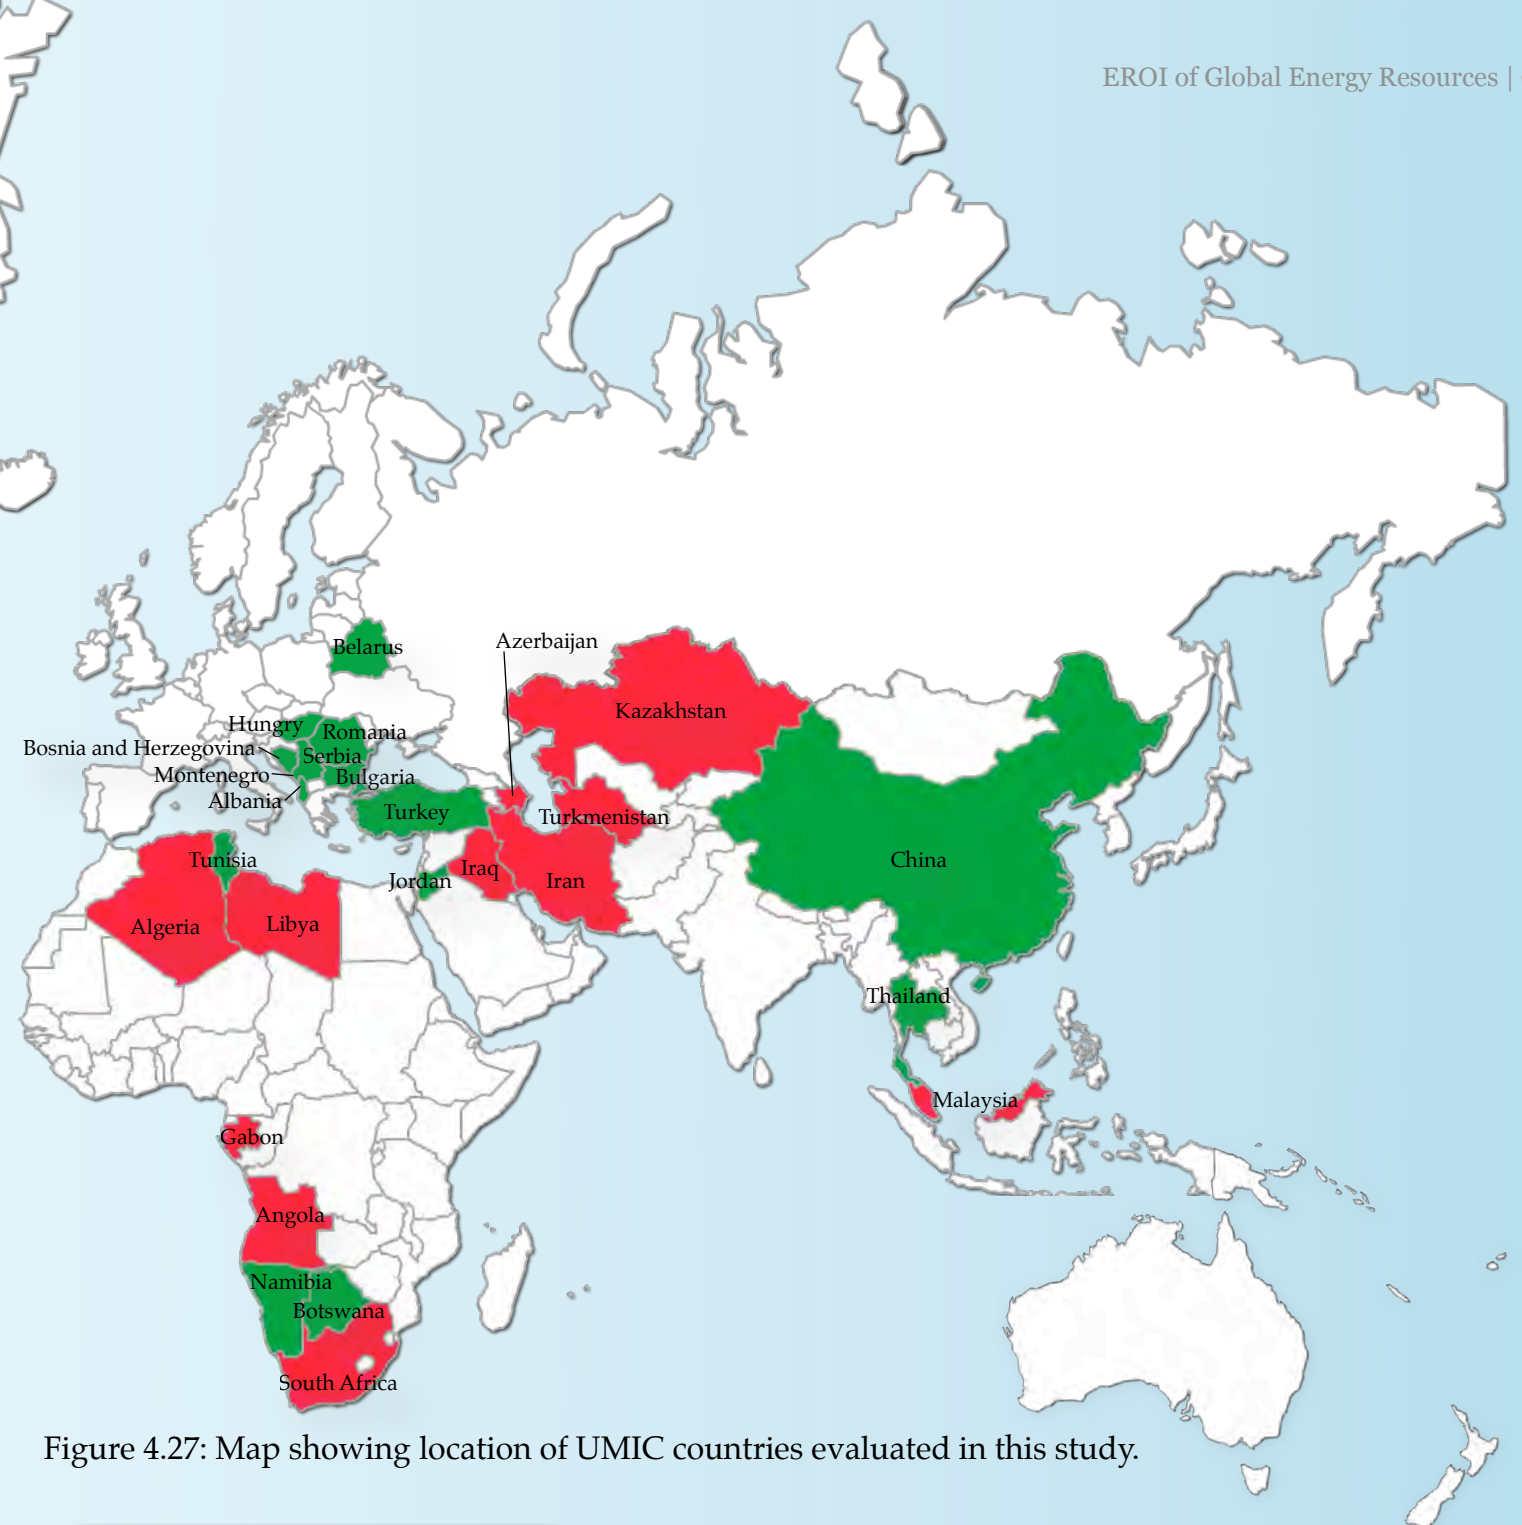 EROI of Global Energy Resources |
Azerbaijan
Belarus
Kazakhstan
Hungry
Romania
Bosnia and Herzegovina
Serbia
Montenegro
Bulgaria
Albania
Turkey
Turkmenistan
Tunisia
China
Iraq
Jordan
Iran
Libya
Algeria
Thailand
Malaysia
Gabon
Angola
Namibia
Botswana
South Africa
Figure 4.27: Map showing location of UMIC countries evaluated in this study.